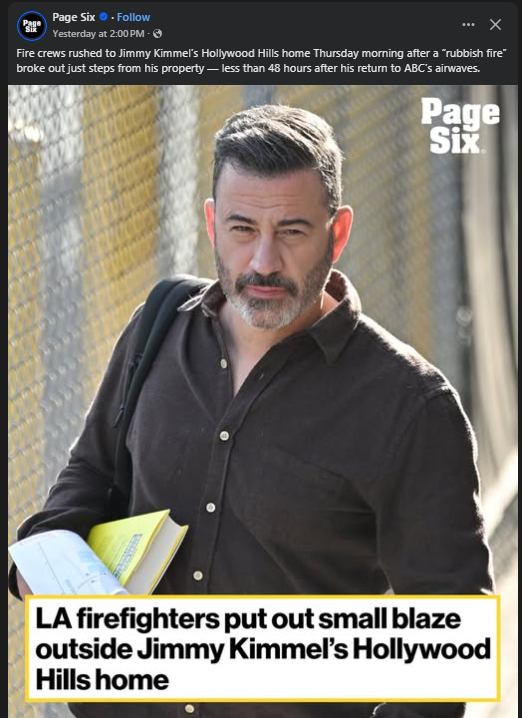 Page Six · Follow
Yesterday at 2:00 PM ·
Fire crews rushed to Jimmy Kimmel's Hollywood Hills home Thursday morning after a "rubbish fire"
broke out just steps from his property — less than 48 hours after his return to ABC's airwaves.
Page
Six
LA firefighters put out small blaze
outside Jimmy Kimmel's Hollywood
Hills home